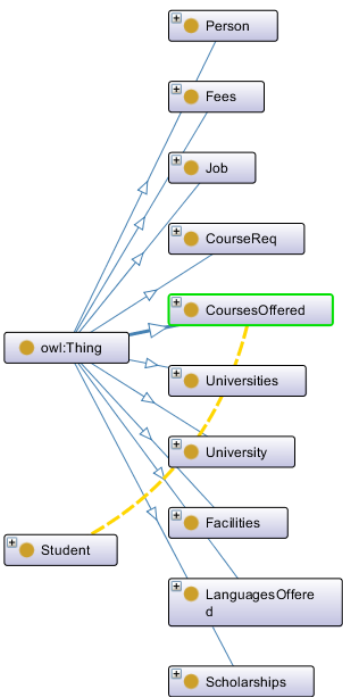 Person
Fees
Job
CourseReq
CoursesOffered
owl:Thing
Universities
University
Facilities
Student
LanguagesOffere
d
Scholarships